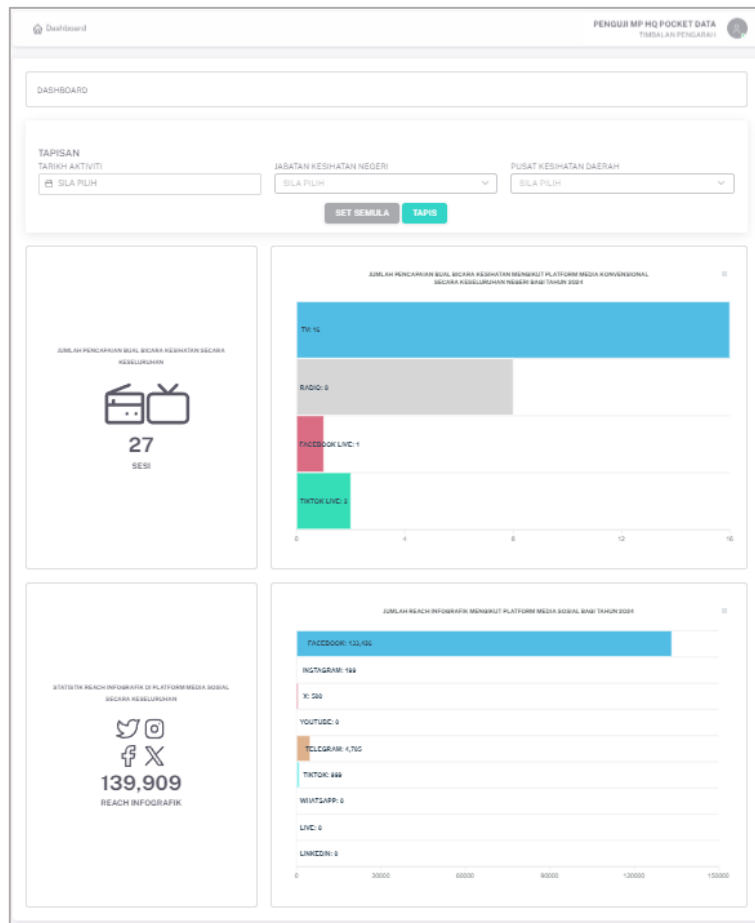 Dashboard
PENGUJI MP HQ POCKET DATA
TIMBALAN PENGARAH
DASHBOARD
TAPISAN
TARIKH AKTIVITI
JABATAN KESIHATAN NEGERI
PUSAT KESIHATAN DAERAH
SILA PILIH
SILA PILIH
SILA PILIH
SET SEMULA
TAPIS
JUMLAH PENCAPAIAN BUAL BICARA KESIHATAN SECARA
KESELURUHAN
27
SESI
JUMLAH PENCAPAIAN BUAL BICARA KESIHATAN MENGIKUT PLATFORM MEDIA KONVENSIONAL
SECARA KESELURUHAN NEGERI BAGI TAHUN 2024
TV: 16
RADIO: 8
FACEBOOK LIVE: 1
TIKTOK LIVE: 2
0
4
8
12
16
STATISTIK REACH INFOGRAFIK DI PLATFORM MEDIA SOSIAL
SECARA KESELURUHAN
139,909
REACH INFOGRAFIK
JUMLAH REACH INFOGRAFIK MENGIKUT PLATFORM MEDIA SOSIAL BAGI TAHUN 2024
FACEBOOK:
INSTAGRAM:
X:
YOUTUBE: 0
TELEGRAM:
TIKTOK:
WHATSAPP: 0
LIVE: 0
LINKEDIN: 0
0
30000
60000
90000
120000
150000